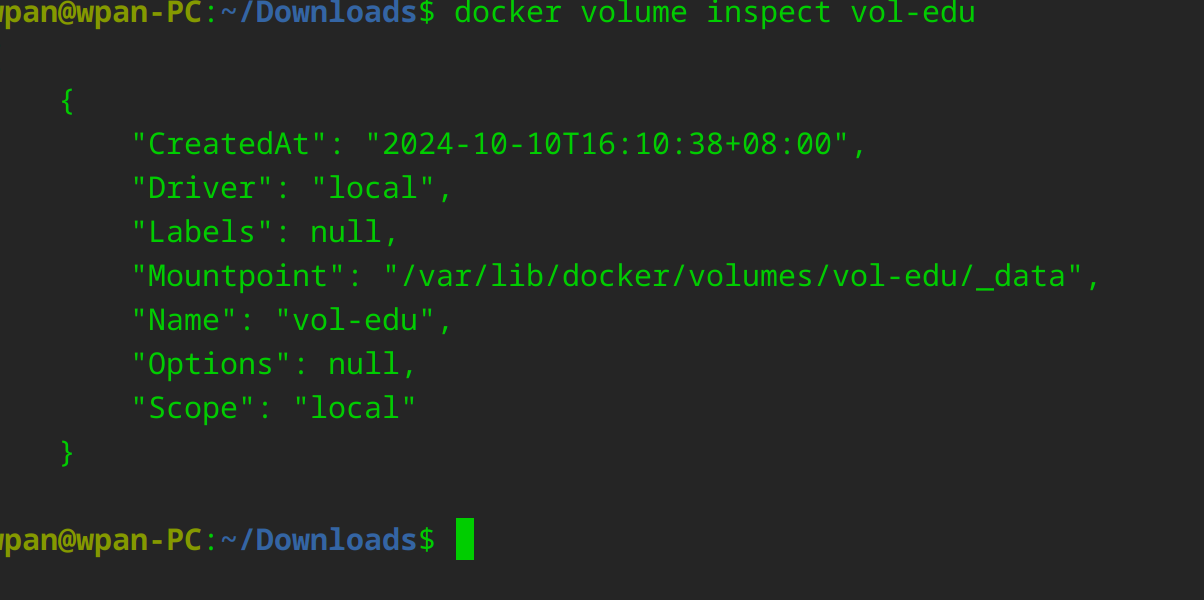 wpan@wpan-PC:~/Downloads$ docker volume inspect vol-edu
{
"CreatedAt": "2024-10-10T16:10:38+08:00",
"Driver": "local",
"Labels": null,
"Mountpoint": "/var/lib/docker/volumes/vol-edu/_data",
"Name": "vol-edu",
"Options": null,
"Scope": "local"
}
wpan@wpan-PC:~/Downloads$